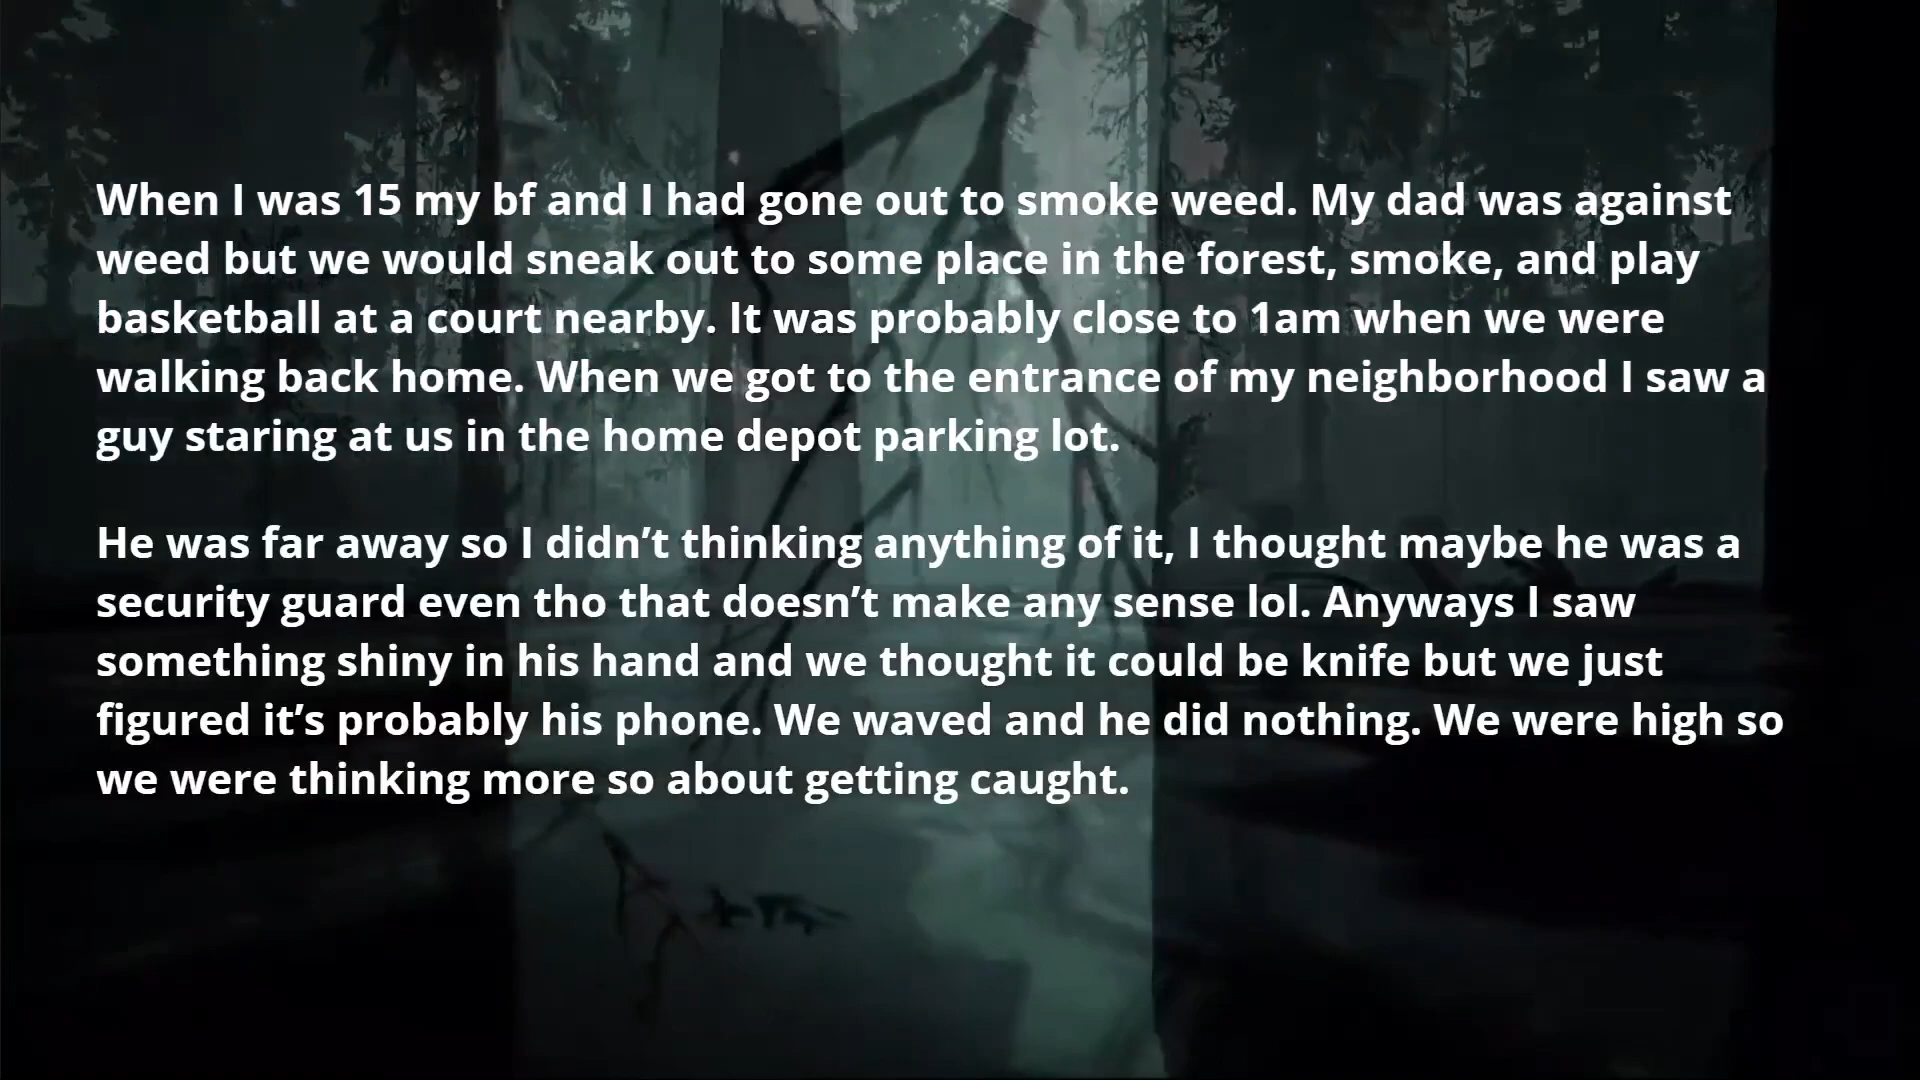 When I was 15 my bf and I had gone out to smoke weed. My dad was against
weed but we would sneak out to some place in the forest, smoke, and play
basketball at a court nearby. It was probably close to 1am when we were
walking back home. When we got to the entrance of my neighborhood I saw a
guy staring at us in the home depot parking lot.
He was far away so I didn’t thinking anything of it, I thought maybe he was a
security guard even tho that doesn’t make any sense lol. Anyways I saw
something shiny in his hand and we thought it could be knife but we just
figured it’s probably his phone. We waved and he did nothing. We were high so
we were thinking more so about getting caught.